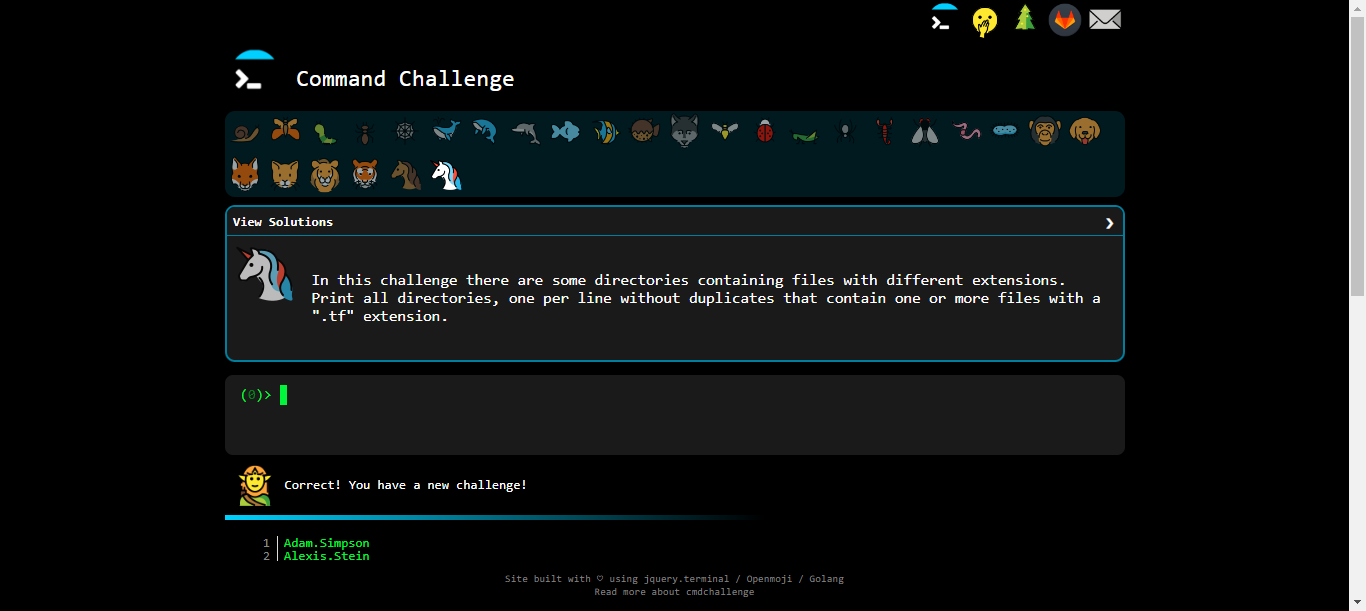 Command Challenge
View Solutions
In this challenge there are some directories containing files with different extensions.
Print all directories, one per line without duplicates that contain one or more files with a
".tf" extension.
(0)>
Correct! You have a new challenge!
1 Adam.Simpson
2 Alexis.Stein
Site built with ♡ using jquery.terminal / Openmoji / Golang
Read more about cmdchallenge